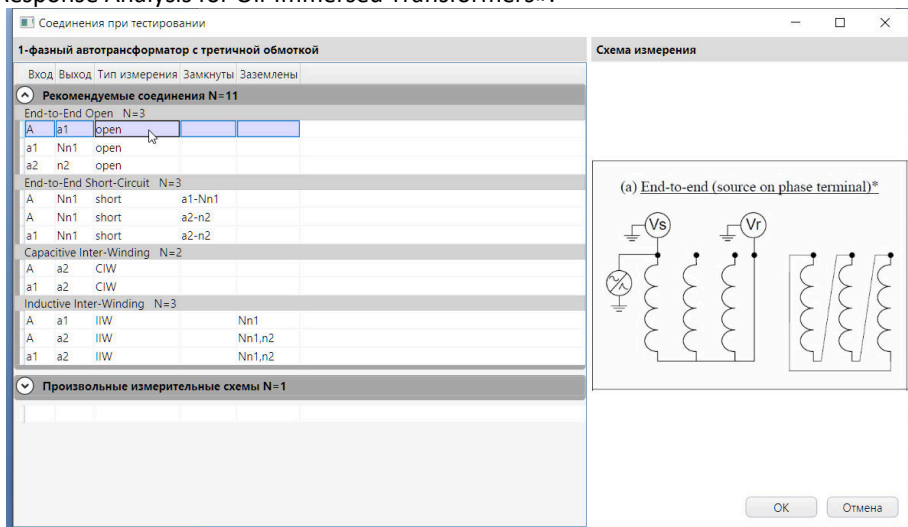 Response Analysis for Oil Immersed Transformers».
Соединения при тестировании
1-фазный автотрансформатор с третичной обмоткой
Схема измерения
Вход Выход Тип измерения Замкнуты Заземлены
Рекомендуемые соединения N=11
End-to-End Open N=3
A a1 open
a1 Nn1 open
a2 n2 open
End-to-End Short-Circuit N=3
A Nn1 short a1-Nn1
A Nn1 short a2-n2
a1 Nn1 short a2-n2
Capacitive Inter-Winding N=2
A a2 CIW
a1 a2 CIW
Inductive Inter-Winding N=3
A a1 IIW Nn1
A a2 IIW Nn1,n2
a1 a2 IIW Nn1,n2
Произвольные измерительные схемы N=1
(a) End-to-end (source on phase terminal)*
Vs Vr
OK Отмена